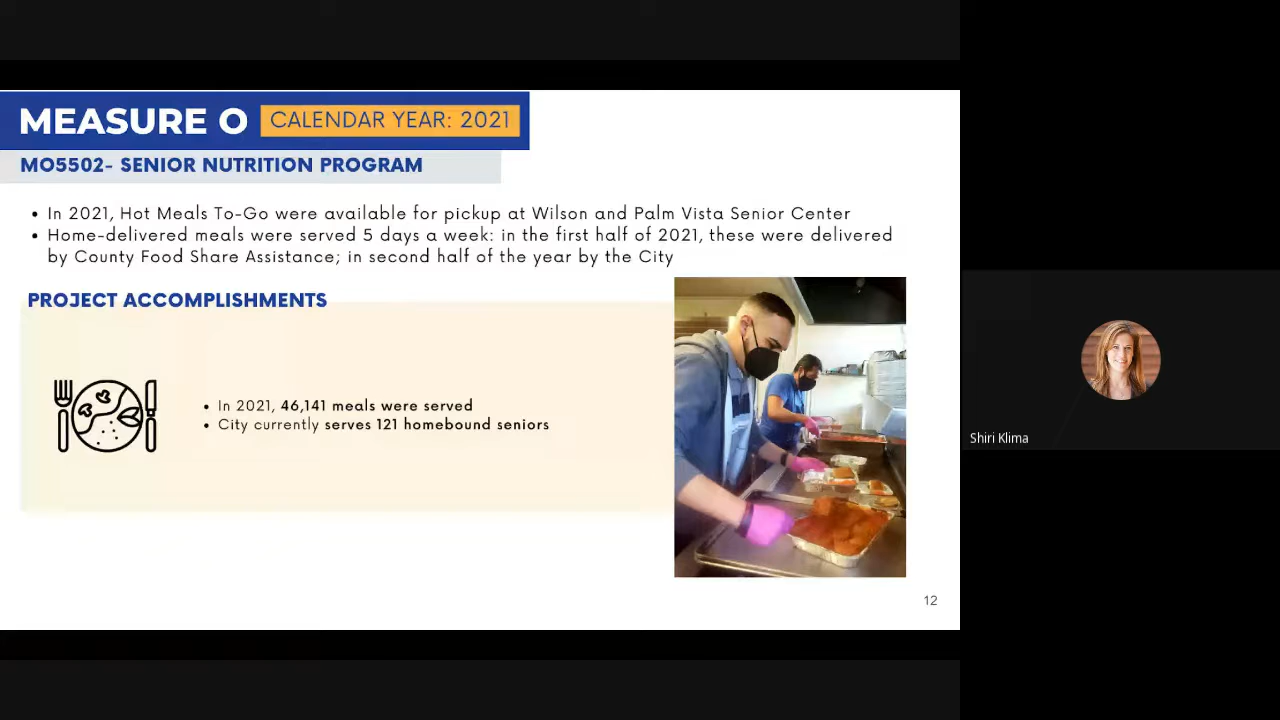 MEASURE O CALENDAR YEAR: 2021
MO5502- SENIOR NUTRITION PROGRAM
• In 2021, Hot Meals To-Go were available for pickup at Wilson and Palm Vista Senior Center
• Home-delivered meals were served 5 days a week: in the first half of 2021, these were delivered
by County Food Share Assistance; in second half of the year by the City
PROJECT ACCOMPLISHMENTS
• In 2021, 46,141 meals were served
• City currently serves 121 homebound seniors
12
Shiri Klima